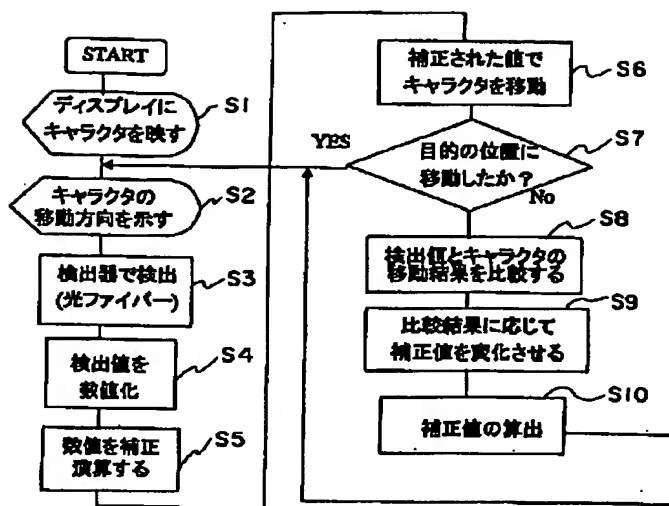 START
ディスプレイに
キャラクタを映す
S1
キャラクタの
移動方向を示す
S2
検出器で検出
(光ファイバー)
S3
検出値を
数値化
S4
数値を補正
演算する
S5
補正された値で
キャラクタを移動
S6
目的の位置に
移動したか？
S7
YES
No
検出値とキャラクタの
移動結果を比較する
S8
比較結果に応じて
補正値を変化させる
S9
補正値の算出
S10